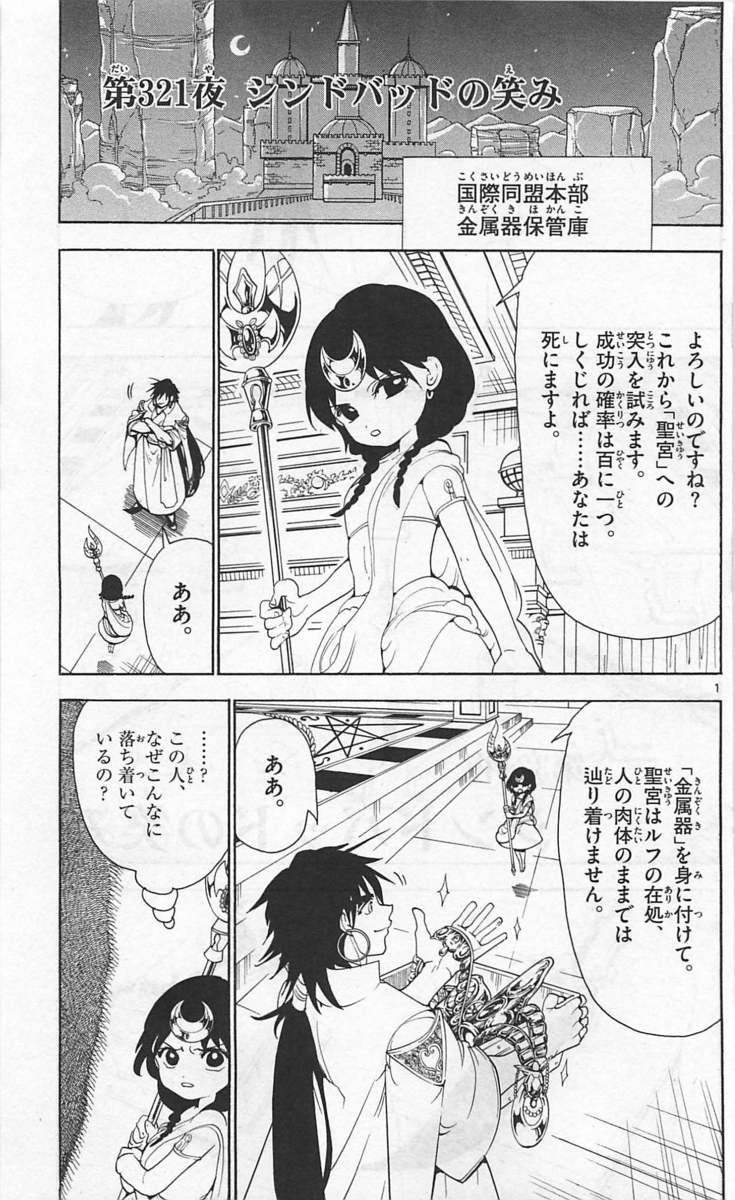 第321夜 シンドバッドの笑み
国際同盟本部
金属器保管庫
よろしいのですね?
これから「聖宮」への
突入を試みます。
成功の確率は百に一つ。
しくじれば……あなたは
死にますよ。
ああ。
1
「金属器」を身に付けて。
聖宮はルフの在処、
人の肉体のままでは
辿り着けません。
ああ。
……?
この人、
なぜこんなに
落ち着いて
いるの?